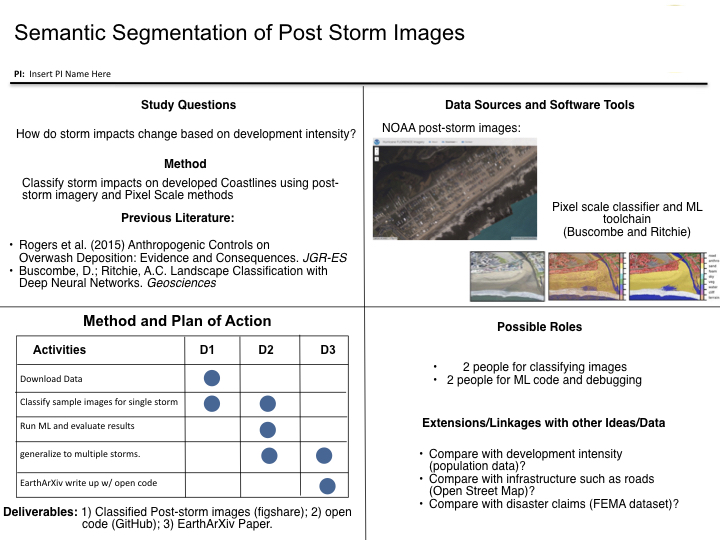 Semantic Segmentation of Post Storm Images
PI: Insert PI Name Here
Study Questions
How do storm impacts change based on development intensity?
Method
Classify storm impacts on developed Coastlines using post-
storm imagery and Pixel Scale methods
Previous Literature:
• Rogers et al. (2015) Anthropogenic Controls on
Overwash Deposition: Evidence and Consequences. JGR-ES
• Buscombe, D.; Ritchie, A.C. Landscape Classification with
Deep Neural Networks. Geosciences
Data Sources and Software Tools
NOAA post-storm images:
Pixel scale classifier and ML
toolchain
(Buscombe and Ritchie)
Method and Plan of Action
Activities D1 D2 D3
Download Data
Classify sample images for single storm
Run ML and evaluate results
generalize to multiple storms.
EarthArXiv write up w/ open code
Deliverables: 1) Classified Post-storm images (figshare); 2) open
code (GitHub); 3) EarthArXiv Paper.
Possible Roles
• 2 people for classifying images
• 2 people for ML code and debugging
Extensions/Linkages with other Ideas/Data
• Compare with development intensity
(population data)?
• Compare with infrastructure such as roads
(Open Street Map)?
• Compare with disaster claims (FEMA dataset)?